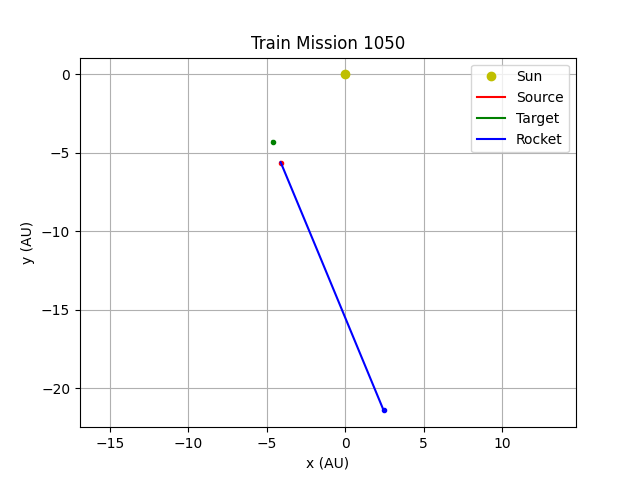 Train Mission 1050
Sun
Source
Target
Rocket
0
−5
−10
−15
−20
y (AU)
−15
−10
−5
0
5
10
x (AU)